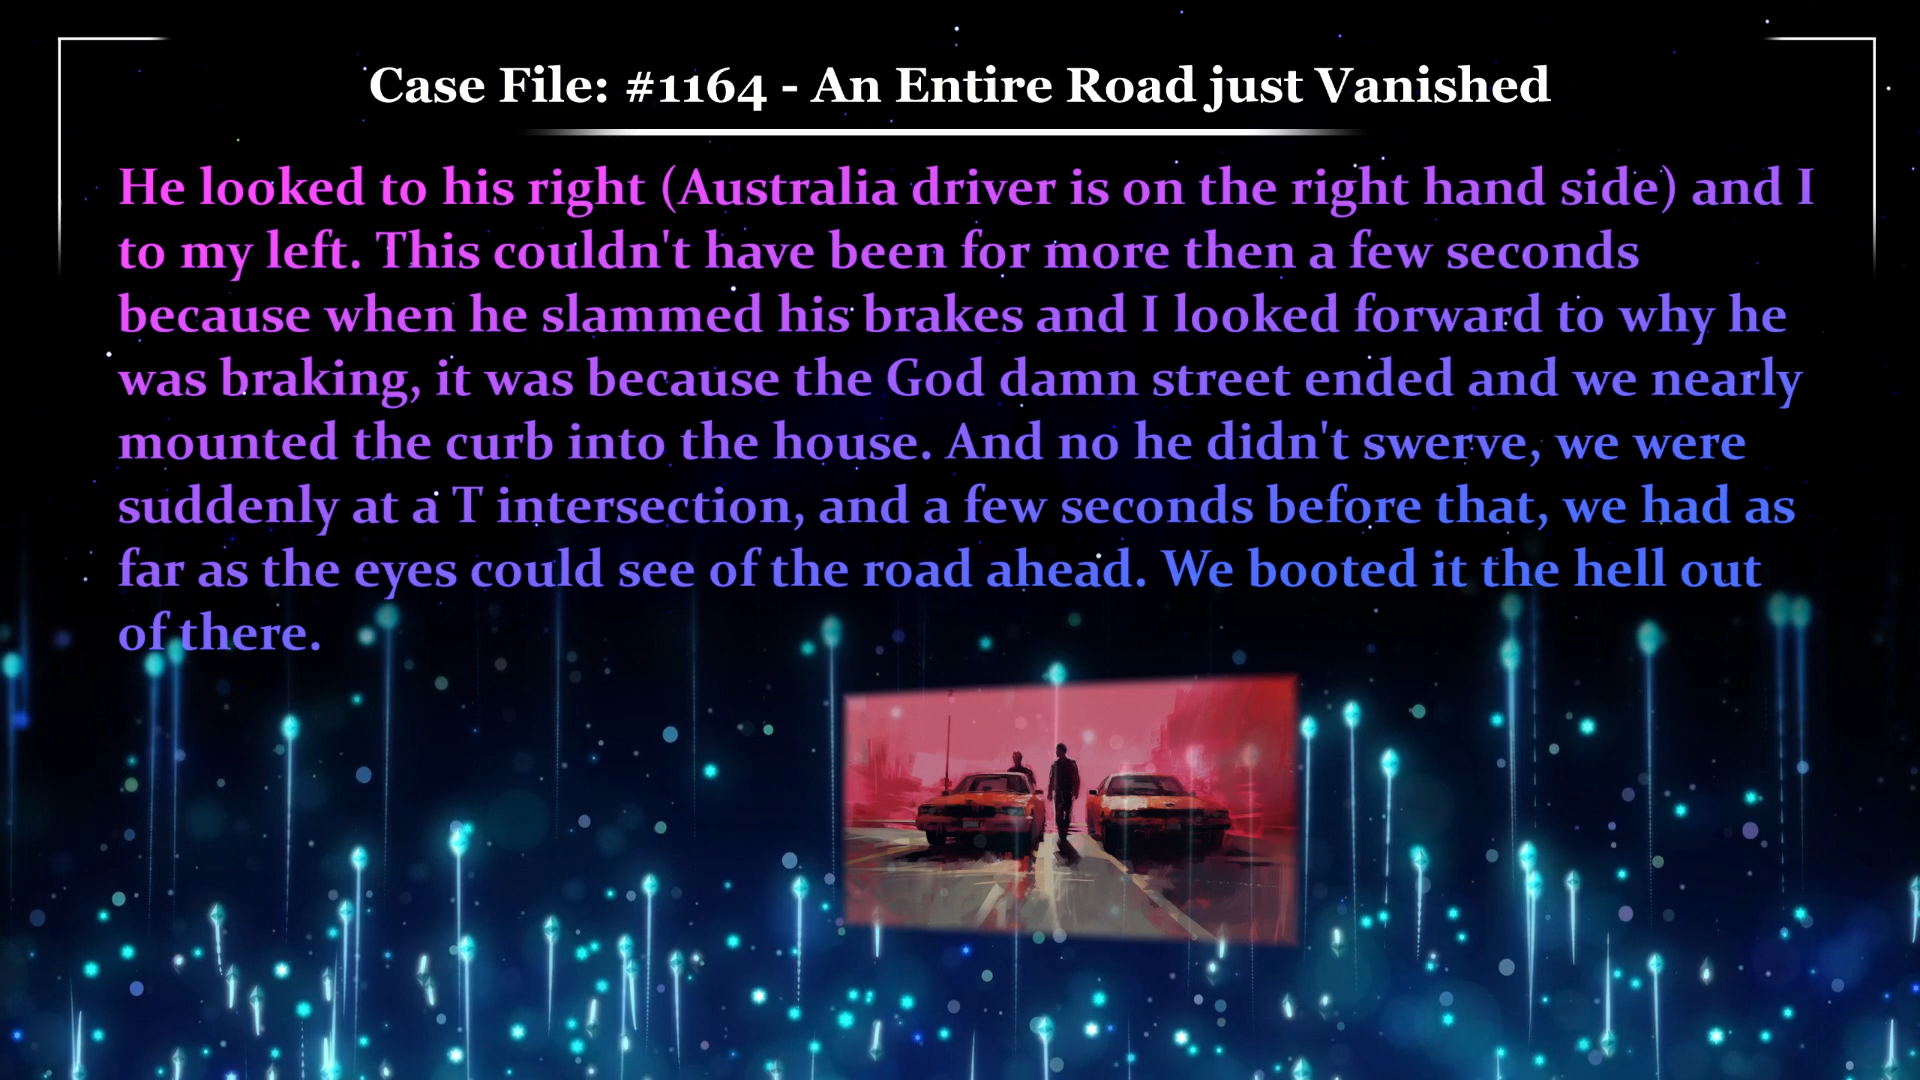 Case File: #1164 - An Entire Road just Vanished
He looked to his right (Australia driver is on the right hand side) and I
to my left. This couldn't have been for more then a few seconds
because when he slammed his brakes and I looked forward to why he
was braking, it was because the God damn street ended and we nearly
mounted the curb into the house. And no he didn't swerve, we were
suddenly at a T intersection, and a few seconds before that, we had as
far as the eyes could see of the road ahead. We booted it the hell out
of there.